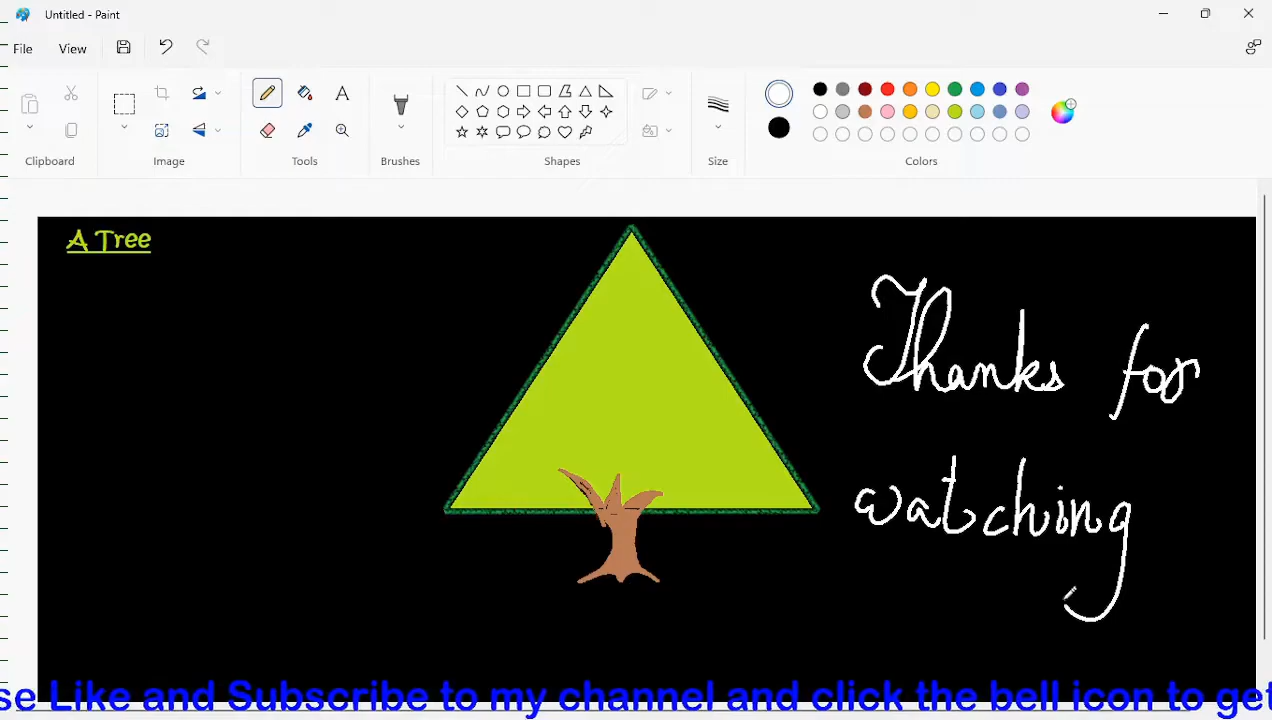 Untitled - Paint
File
View
Clipboard
Image
Tools
Brushes
Shapes
Size
Colors
A Tree
Thanks for
watching
se Like and Subscribe to my channel and click the bell icon to get